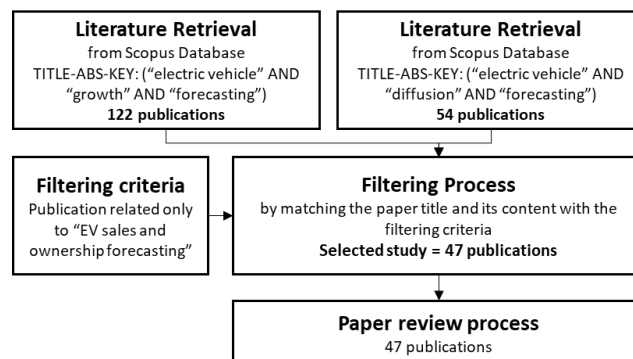 Literature Retrieval
from Scopus Database
TITLE-ABS-KEY: (“electric vehicle” AND
“growth” AND “forecasting”)
122 publications
Literature Retrieval
from Scopus Database
TITLE-ABS-KEY: (“electric vehicle” AND
“diffusion” AND “forecasting”)
54 publications
Filtering criteria
Publication related only
to “EV sales and
ownership forecasting”
Filtering Process
by matching the paper title and its content with the
filtering criteria
Selected study = 47 publications
Paper review process
47 publications